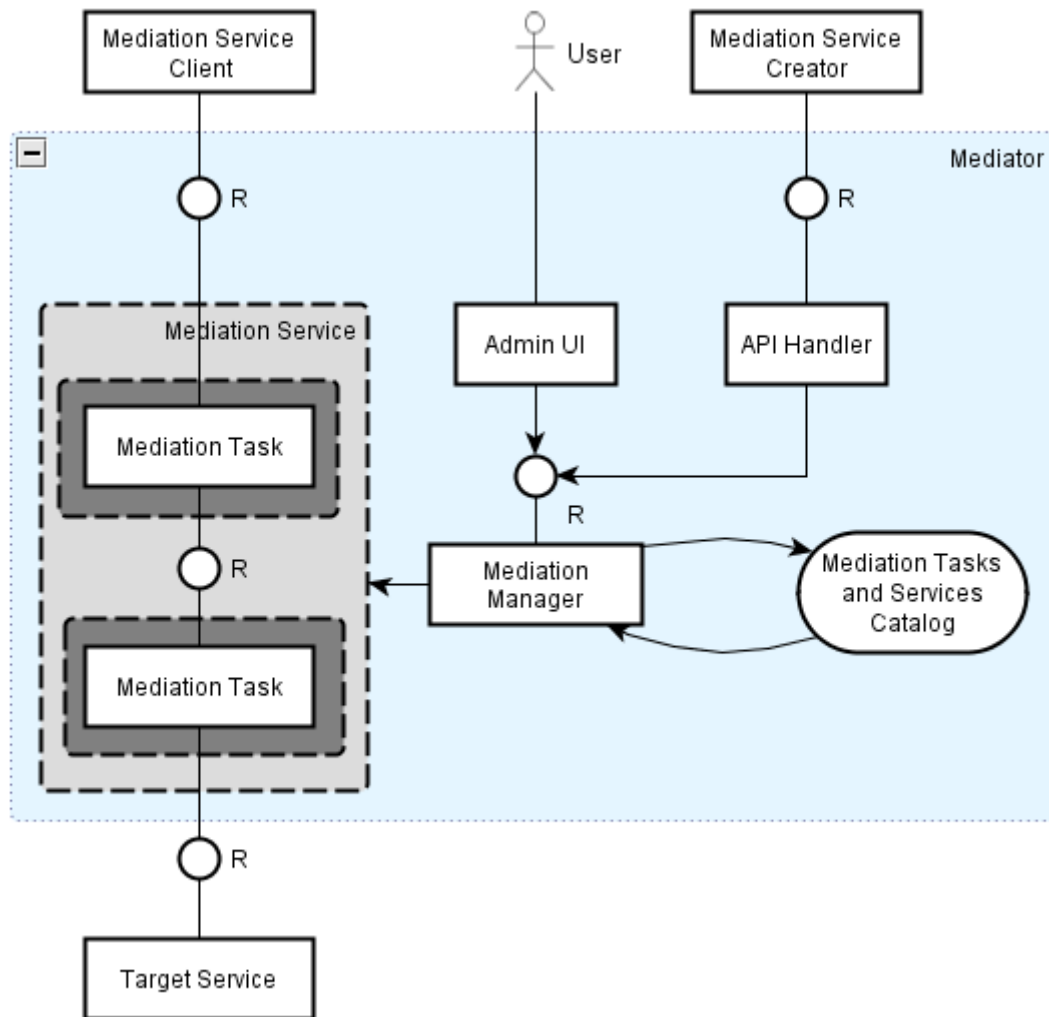 Mediation Service
Client
User
Mediation Service
Creator
Mediator
R
R
Mediation Service
Admin UI
API Handler
Mediation Task
R
R
Mediation
Manager
Mediation Tasks
and Services
Catalog
Mediation Task
R
Target Service